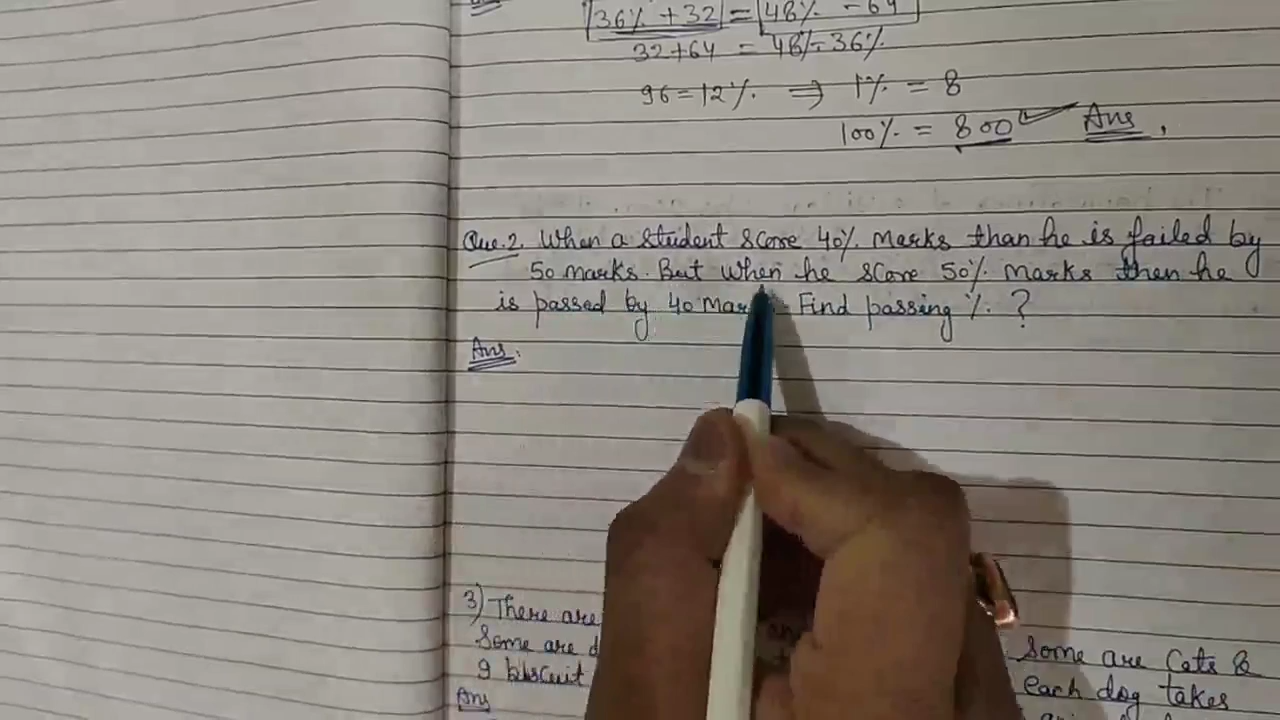 36% + 32 = 48% - 64
32+64 = 48% - 36%
96 = 12% ⇒ 1% = 8
100% = 800 Ans.
Que.2. When a student score 40% marks than he is failed by
50 marks. But when he score 50% marks then he
is passed by 40 Find passing %. ?
Ans.
3) There are
Some are Some are Cats &
9 biscuit each dog takes
Ans